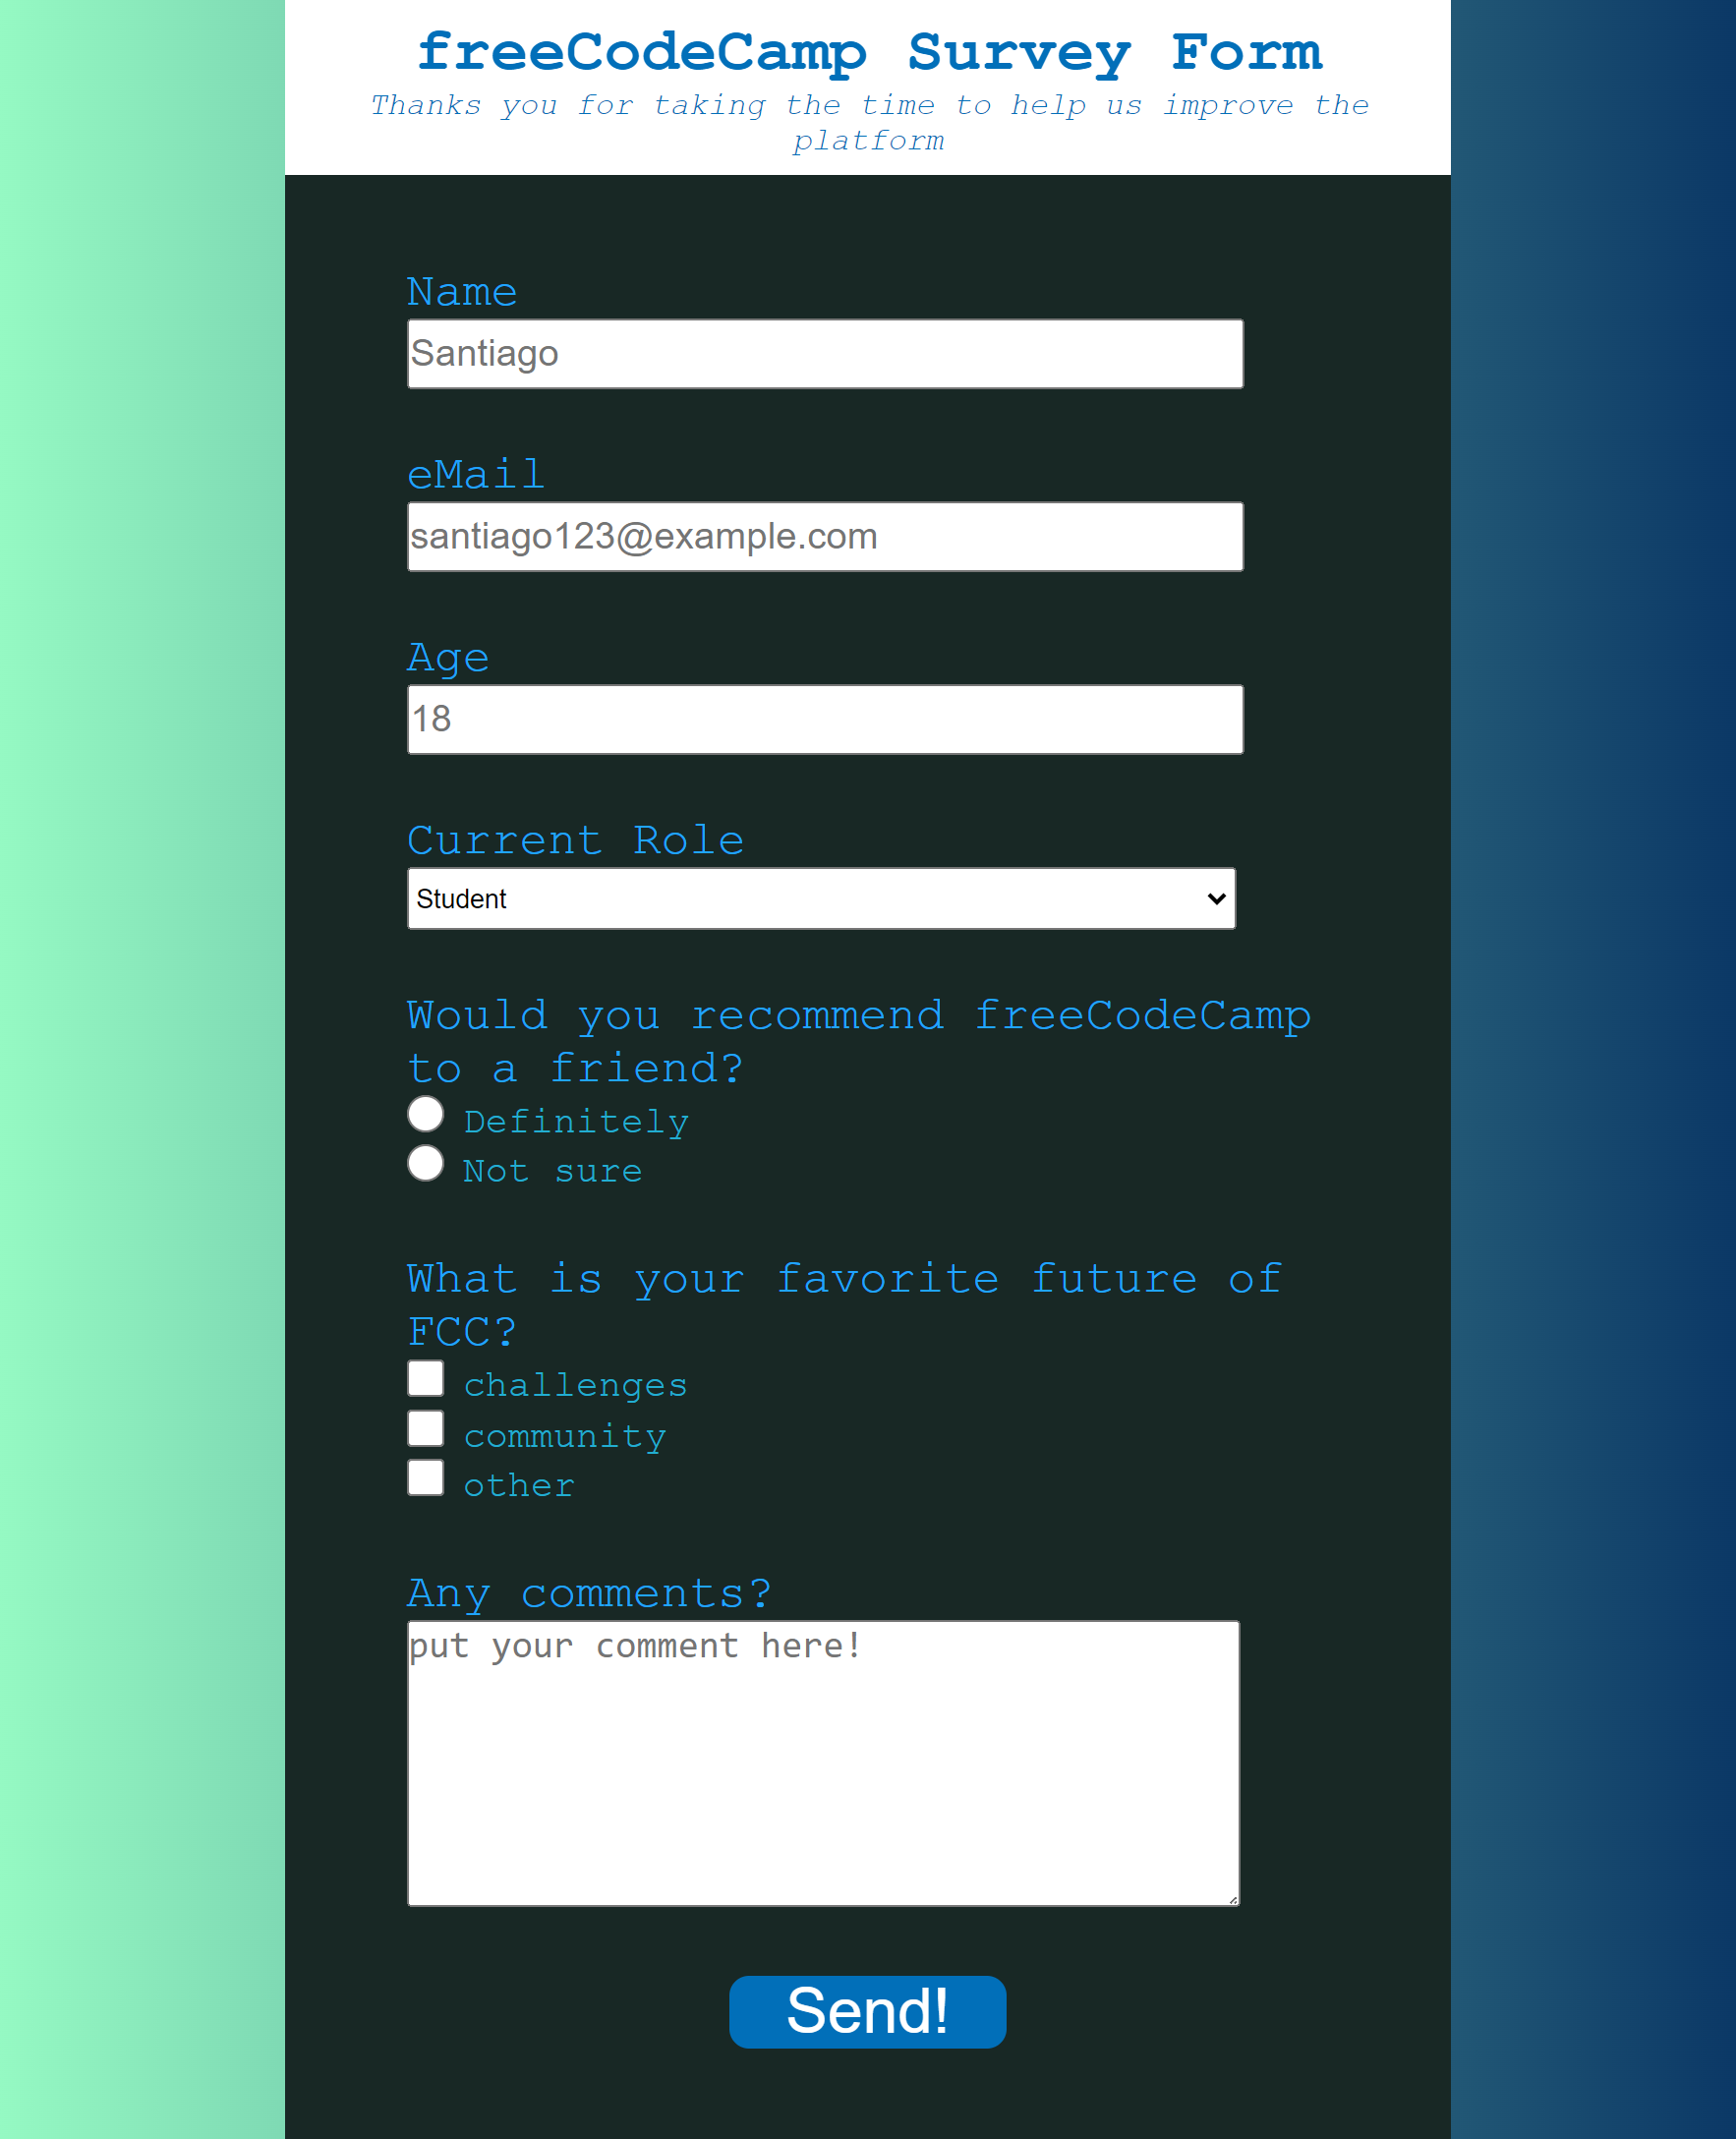 freeCodeCamp Survey Form
Thanks you for taking the time to help us improve the
platform
Name
Santiago
eMail
santiago123@example.com
Age
18
Current Role
Student
Would you recommend freeCodeCamp
to a friend?
Definitely
Not sure
What is your favorite future of
FCC?
challenges
community
other
Any comments?
put your comment here!
Send!